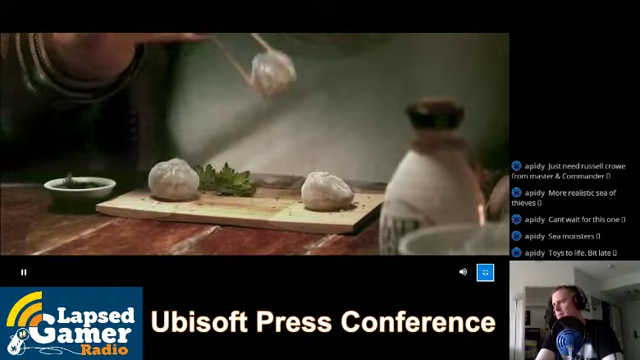 apidy Just need russell crowe
from master & Commander
apidy More realistic sea of
thieves
apidy Cant wait for this one
apidy Sea monsters
apidy Toys to life. Bit late
Lapsed
Gamer
Radio
Ubisoft Press Conference